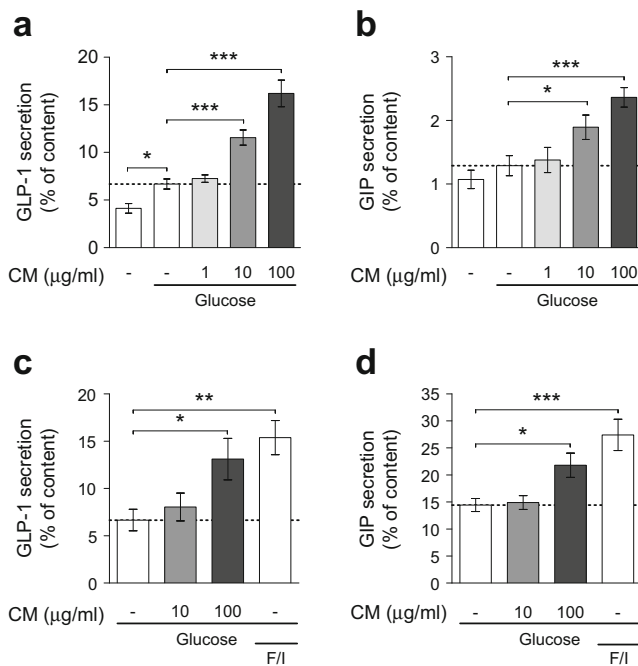 a
GLP-1 secretion
(% of content)
20
15
10
5
0
*
***
***
CM (μg/ml)
- - 1 10 100
Glucose
b
GIP secretion
(% of content)
3
2
1
0
*
***
CM (μg/ml)
- - 1 10 100
Glucose
c
GLP-1 secretion
(% of content)
20
15
10
5
0
**
*
CM (μg/ml)
- 10 100 -
Glucose
F/I
d
GIP secretion
(% of content)
35
30
25
20
15
10
5
0
***
*
CM (μg/ml)
- 10 100 -
Glucose
F/I